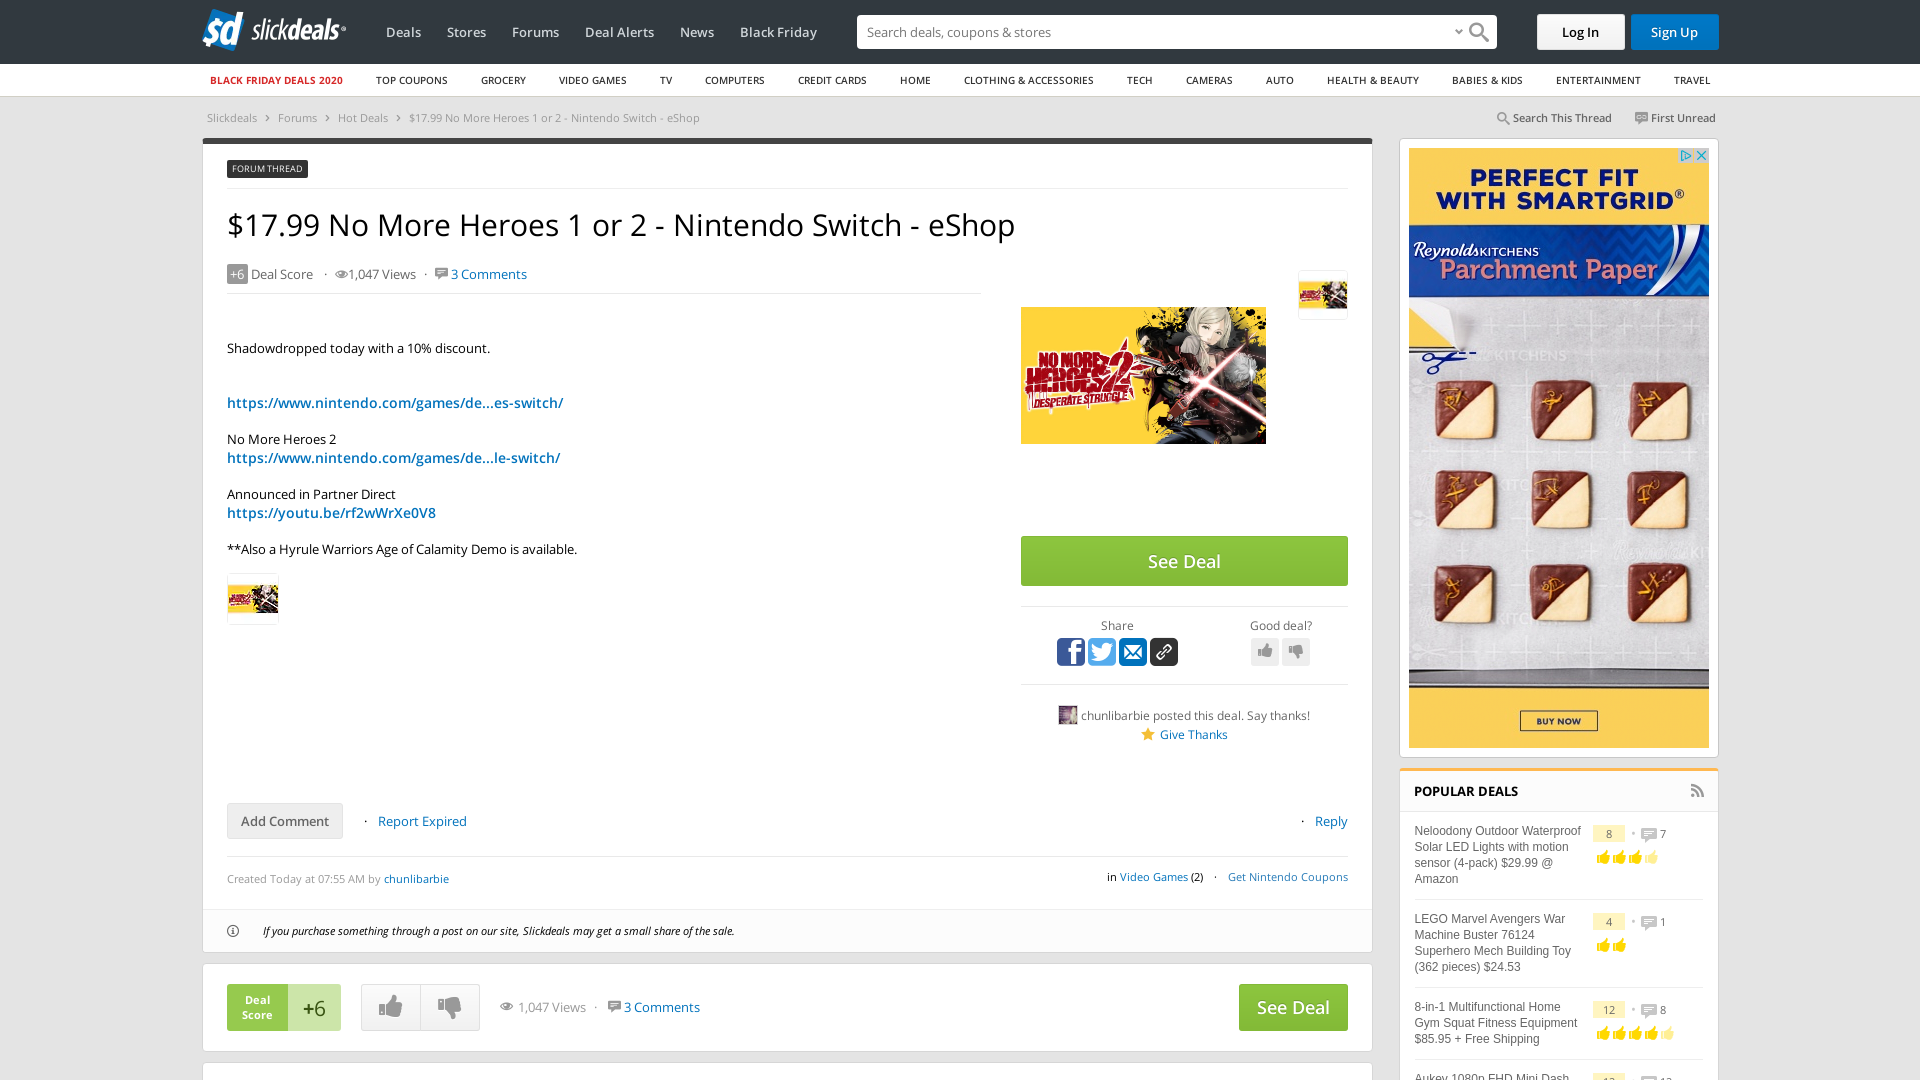 sd slickdeals
Deals Stores Forums Deal Alerts News Black Friday
Search deals, coupons & stores
Log In Sign Up
BLACK FRIDAY DEALS 2020 TOP COUPONS GROCERY VIDEO GAMES TV COMPUTERS CREDIT CARDS HOME CLOTHING & ACCESSORIES TECH CAMERAS AUTO HEALTH & BEAUTY BABIES & KIDS ENTERTAINMENT TRAVEL
Slickdeals › Forums › Hot Deals › $17.99 No More Heroes 1 or 2 - Nintendo Switch - eShop
Search This Thread First Unread
FORUM THREAD
$17.99 No More Heroes 1 or 2 - Nintendo Switch - eShop
+6 Deal Score · 1,047 Views · 3 Comments
Shadowdropped today with a 10% discount.
https://www.nintendo.com/games/de...es-switch/
No More Heroes 2
https://www.nintendo.com/games/de...le-switch/
Announced in Partner Direct
https://youtu.be/rf2wWrXe0V8
**Also a Hyrule Warriors Age of Calamity Demo is available.
NO MORE
HEROES 2
DESPERATE STRUGGLE
See Deal
Share Good deal?
chunlibarbie posted this deal. Say thanks!
Give Thanks
Add Comment · Report Expired
· Reply
Created Today at 07:55 AM by chunlibarbie
in Video Games (2) · Get Nintendo Coupons
If you purchase something through a post on our site, Slickdeals may get a small share of the sale.
Deal
Score
+6
1,047 Views · 3 Comments
See Deal
PERFECT FIT
WITH SMARTGRID®
Reynolds KITCHENS
Parchment Paper
KITCHENS
BUY NOW
POPULAR DEALS
Neloodony Outdoor Waterproof
Solar LED Lights with motion
sensor (4-pack) $29.99 @
Amazon
8 • 7
LEGO Marvel Avengers War
Machine Buster 76124
Superhero Mech Building Toy
(362 pieces) $24.53
4 • 1
8-in-1 Multifunctional Home
Gym Squat Fitness Equipment
$85.95 + Free Shipping
12 • 8
Aukey 1080p FHD Mini Dash